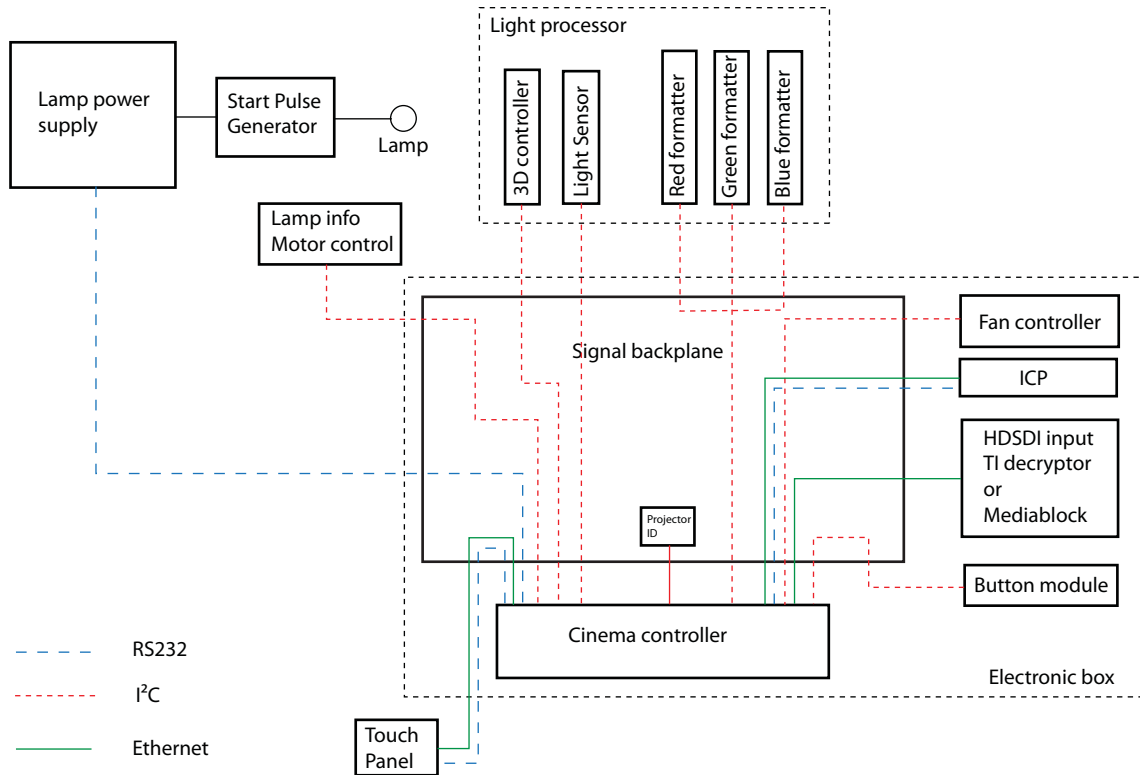 Light processor
Lamp power
supply
Start Pulse
Generator
Lamp
3D controller
Light Sensor
Red formatter
Green formatter
Blue formatter
Lamp info
Motor control
Signal backplane
Fan controller
ICP
HDSDI input
TI decryptor
or
Mediablock
Projector
ID
Button module
Cinema controller
Electronic box
RS232
I²C
Ethernet
Touch
Panel